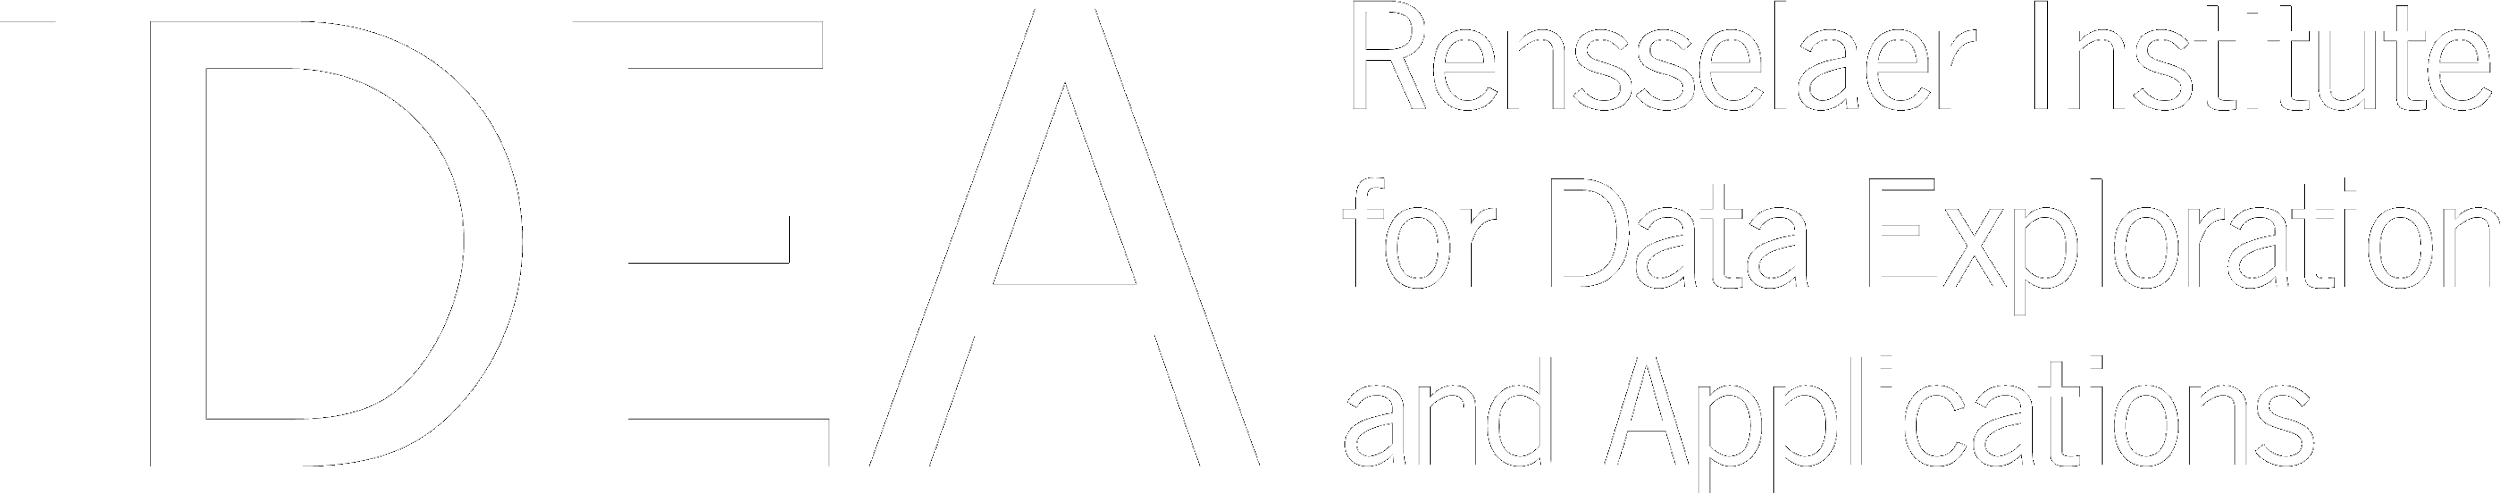 IDEA
Rensselaer Institute
for Data Exploration
and Applications